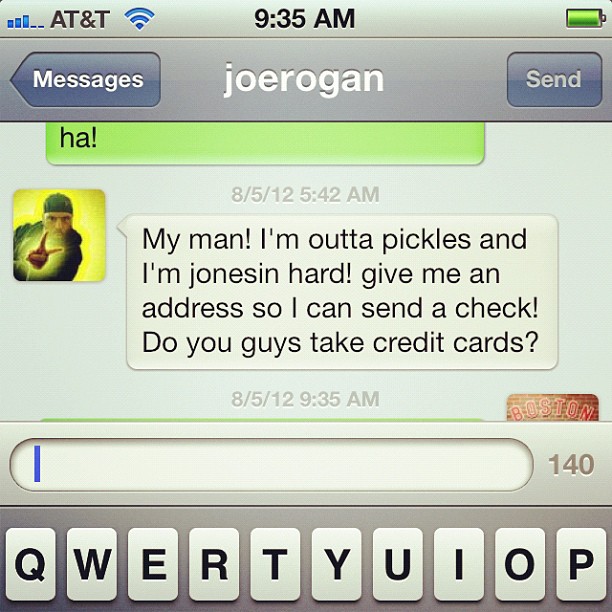 AT&T 9:35 AM
Messages joerogan Send
ha!
8/5/12 5:42 AM
My man! I'm outta pickles and
I'm jonesin hard! give me an
address so I can send a check!
Do you guys take credit cards?
8/5/12 9:35 AM
BOSTON
140
Q W E R T Y U I O P